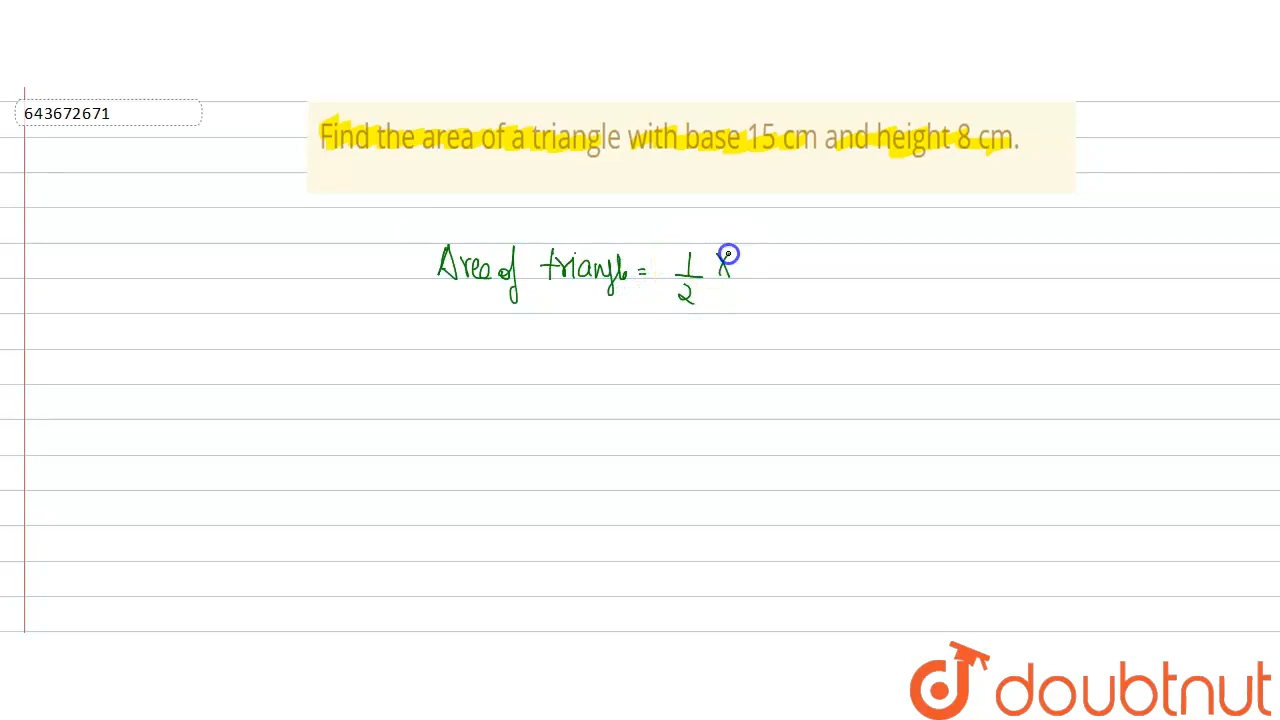 643672671
Find the area of a triangle with base 15 cm and height 8 cm.
Area of triangle = 1/2 X
doubtnut